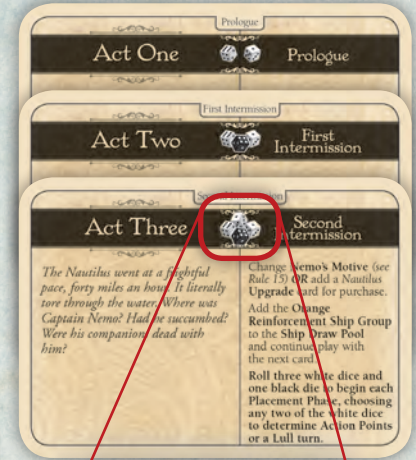 Prologue
Act One
Prologue
First Intermission
Act Two
First
Intermission
Second Intermission
Act Three
Second
Intermission
The Nautilus went at a frightful
pace, forty miles an hour. It literally
tore through the water. Where was
Captain Nemo? Had he succumbed?
Were his companions dead with
him?
Change Nemo's Motive (see
Rule 15) OR add a Nautilus
Upgrade card for purchase.
Add the Orange
Reinforcement Ship Group
to the Ship Draw Pool
and continue play with
the next card.
Roll three white dice and
one black die to begin each
Placement Phase, choosing
any two of the white dice
to determine Action Points
or a Lull turn.